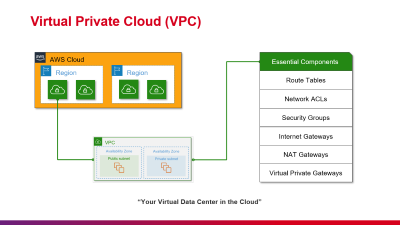 Virtual Private Cloud (VPC)
AWS Cloud
Region
Region
VPC
Availability Zone
Availability Zone
Public subnet
Private subnet
Essential Components
Route Tables
Network ACLs
Security Groups
Internet Gateways
NAT Gateways
Virtual Private Gateways
“Your Virtual Data Center in the Cloud”